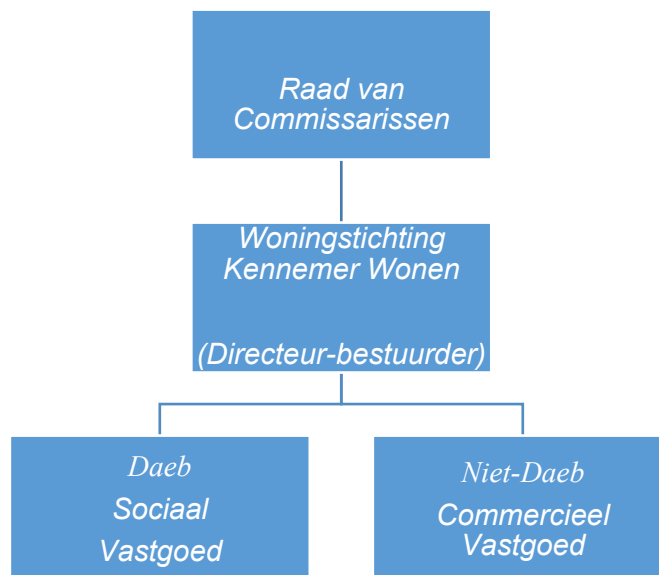 Raad van
Commissarissen
Woningstichting
Kennemer Wonen
(Directeur-bestuurder)
Daeb
Sociaal
Vastgoed
Niet-Daeb
Commercieel
Vastgoed